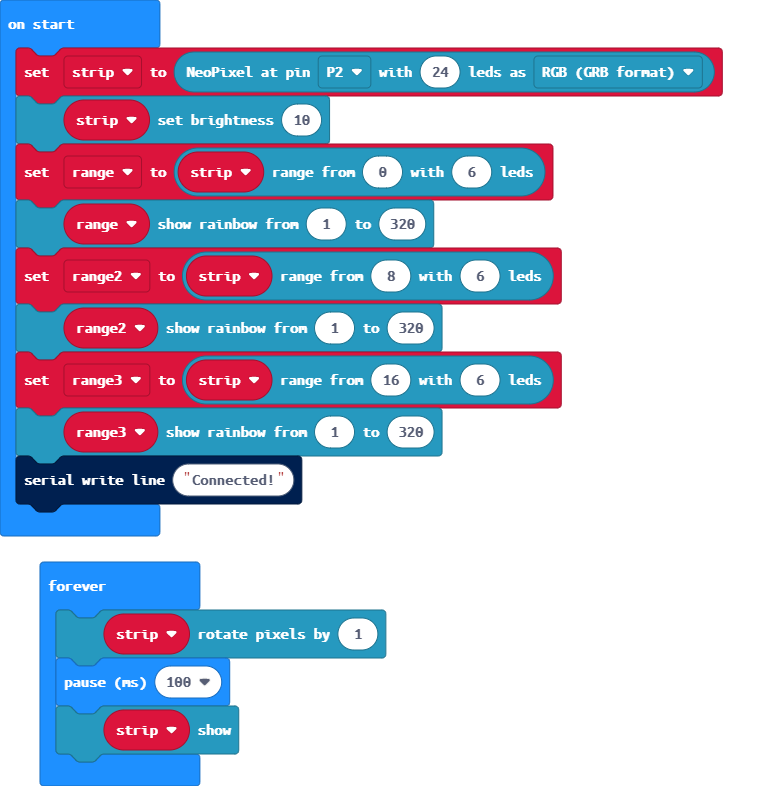 on start
set strip to NeoPixel at pin P2 with 24 leds as RGB (GRB format)
strip set brightness 10
set range to strip range from 0 with 6 leds
range show rainbow from 1 to 320
set range2 to strip range from 8 with 6 leds
range2 show rainbow from 1 to 320
set range3 to strip range from 16 with 6 leds
range3 show rainbow from 1 to 320
serial write line "Connected!"
forever
strip rotate pixels by 1
pause (ms) 100
strip show